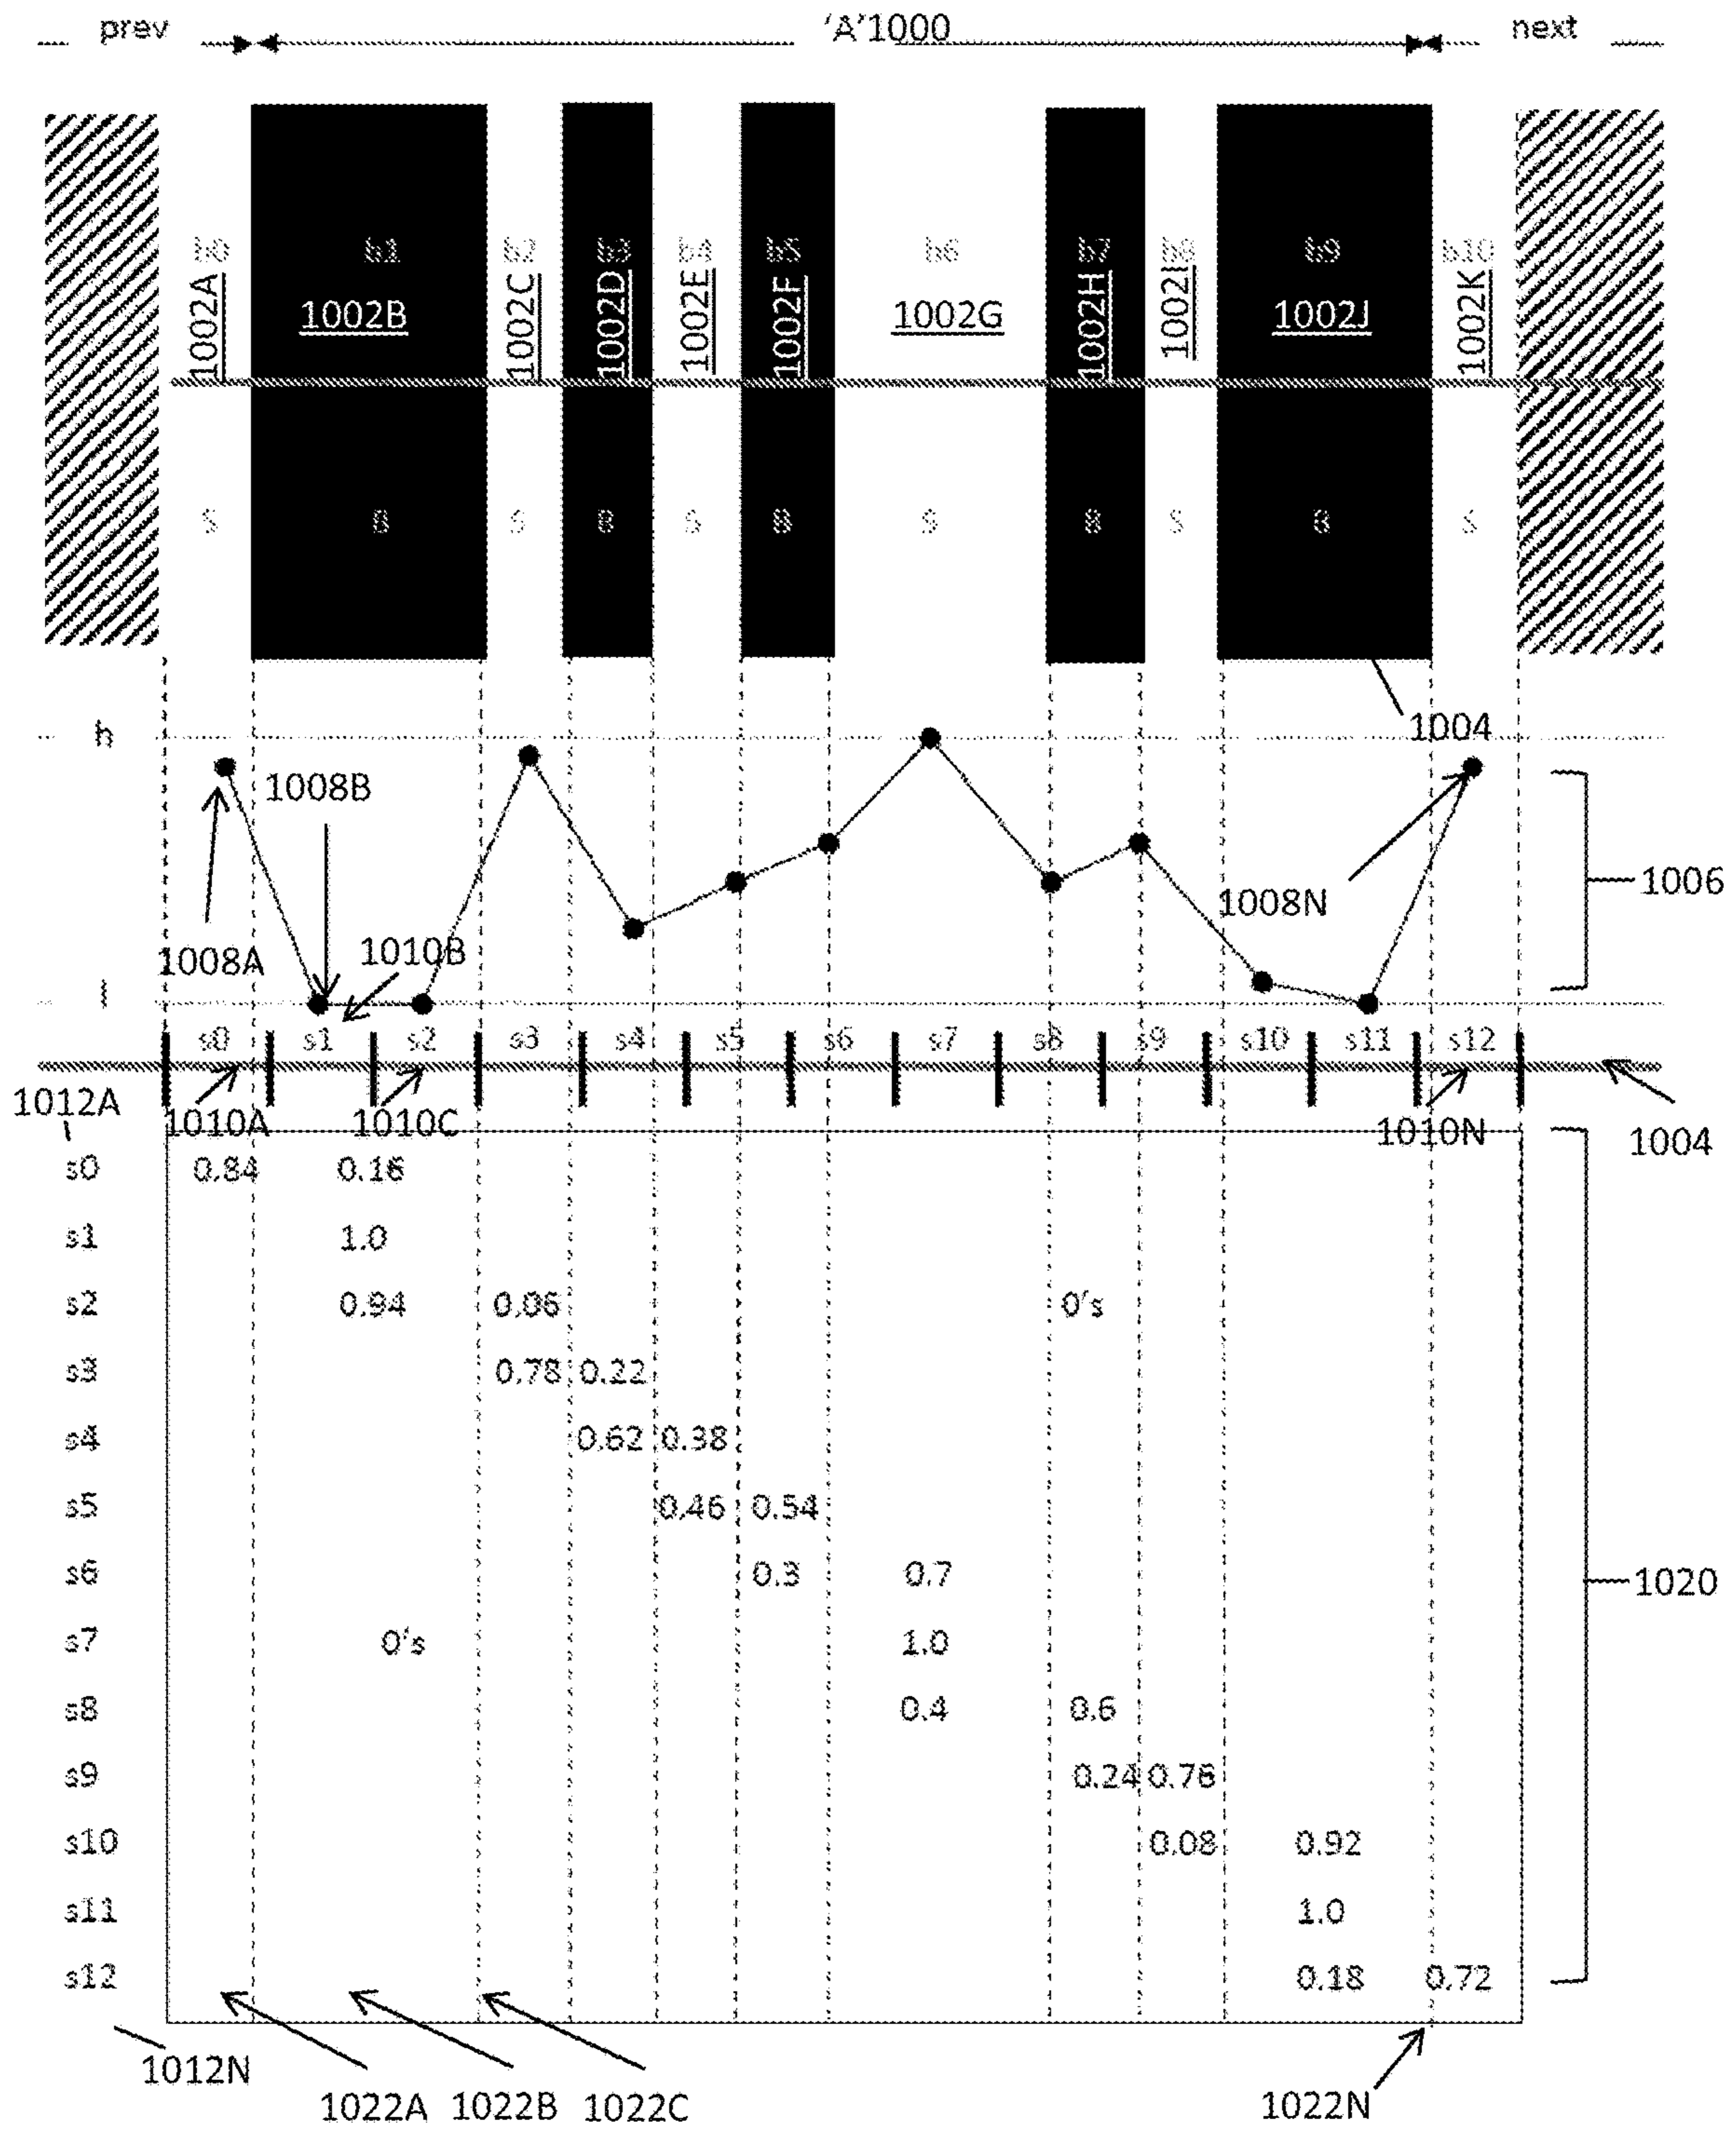 prev 'A'1000 next
b0 b1 b2 b3 b4 b5 b6 b7 b8 b9 b10
1002A 1002B 1002C 1002D 1002E 1002F 1002G 1002H 1002I 1002J 1002K
S B S B S B S B S B S
h 1004
1008B
1006
1008N
1008A 1010B
l
s0 s1 s2 s3 s4 s5 s6 s7 s8 s9 s10 s11 s12
1012A 1010A 1010C 1010N 1004
s0 0.84 0.16
s1 1.0
s2 0.94 0.06 0's
s3 0.78 0.22
s4 0.62 0.38
s5 0.46 0.54
s6 0.3 0.7
1020
s7 0's 1.0
s8 0.4 0.6
s9 0.24 0.76
s10 0.08 0.92
s11 1.0
s12 0.18 0.72
1012N
1022A 1022B 1022C 1022N